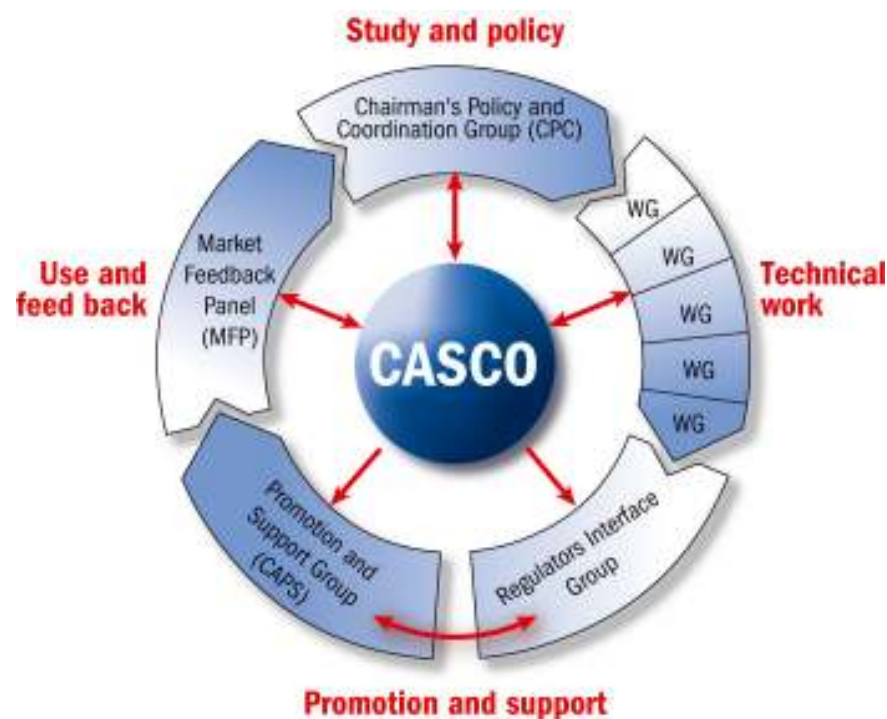 Study and policy
Chairman's Policy and
Coordination Group (CPC)
WG
WG
WG
WG
WG
Technical
work
Use and
feed back
Market
Feedback
Panel
(MFP)
CASCO
Promotion and
Support Group
(CAPS)
Regulators Interface
Group
Promotion and support